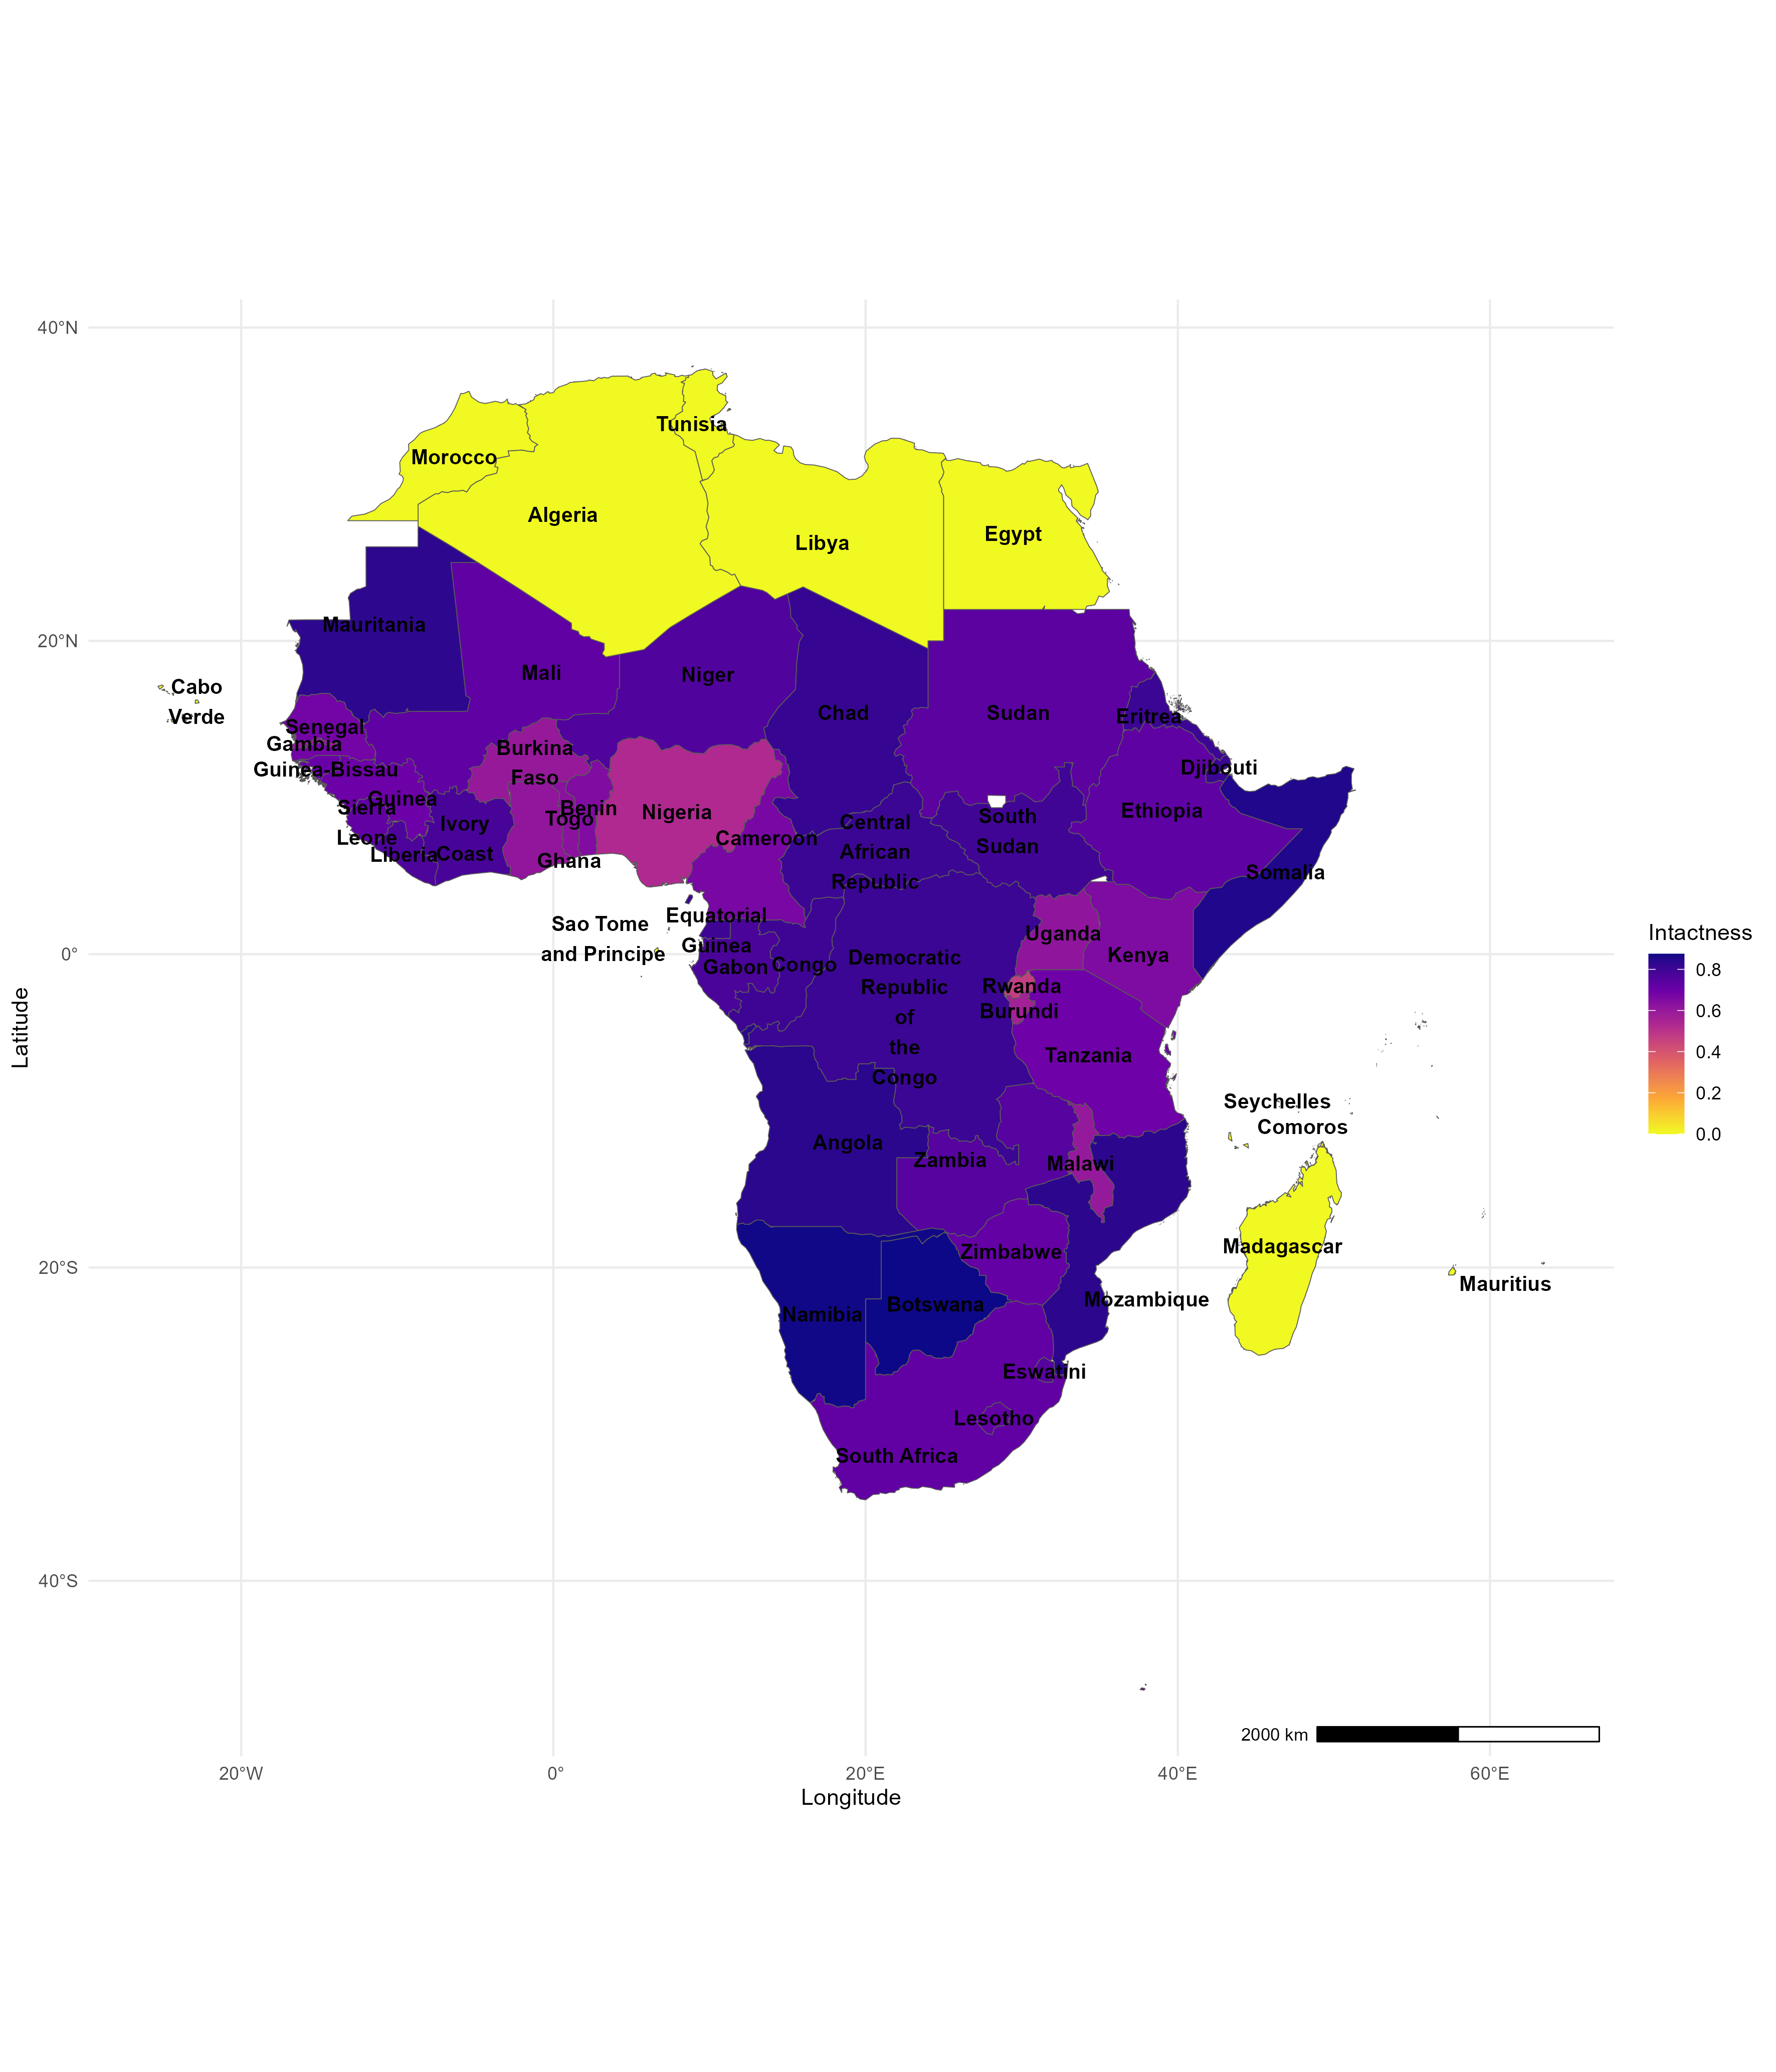 40°N
Tunisia
Morocco
Algeria
Egypt
Libya
Mauritania
20°N
Mali
Niger
Cabo
Verde
Chad
Sudan
Eritrea
Senegal
Gambia
Burkina
Faso
Guinea-Bissau
Djibouti
Guinea
Sierra
Leone
Benin
Togo
Nigeria
Ethiopia
Ivory
Coast
Central
African
Republic
South
Sudan
Cameroon
Liberia
Ghana
Somalia
Equatorial
Guinea
Sao Tome
and Principe
Uganda
Intactness
0.8
0.6
0.4
0.2
0.0
0°
Kenya
Gabon
Congo
Democratic
Republic
of
the
Congo
Rwanda
Burundi
Latitude
Tanzania
Seychelles
Comoros
Angola
Zambia
Malawi
Madagascar
Zimbabwe
20°S
Mauritius
Mozambique
Botswana
Namibia
Eswatini
Lesotho
South Africa
40°S
2000 km
20°W
0°
20°E
40°E
60°E
Longitude